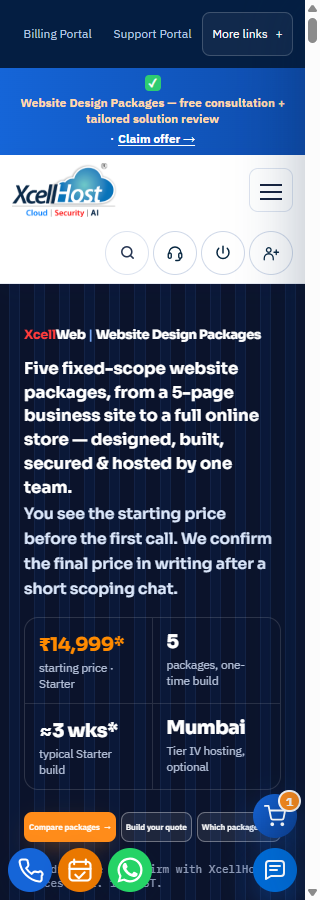 Billing Portal Support Portal More links +
Website Design Packages — free consultation +
tailored solution review
· Claim offer →
XcellHost ®
Cloud | Security | AI
XcellWeb | Website Design Packages
Five fixed-scope website
packages, from a 5-page
business site to a full online
store — designed, built,
secured & hosted by one
team.
You see the starting price
before the first call. We confirm
the final price in writing after a
short scoping chat.
₹14,999*
starting price ·
Starter
5
packages, one-
time build
≈3 wks*
typical Starter
build
Mumbai
Tier IV hosting,
optional
1
Compare packages →
Build your quote
Which package
with XcellHo